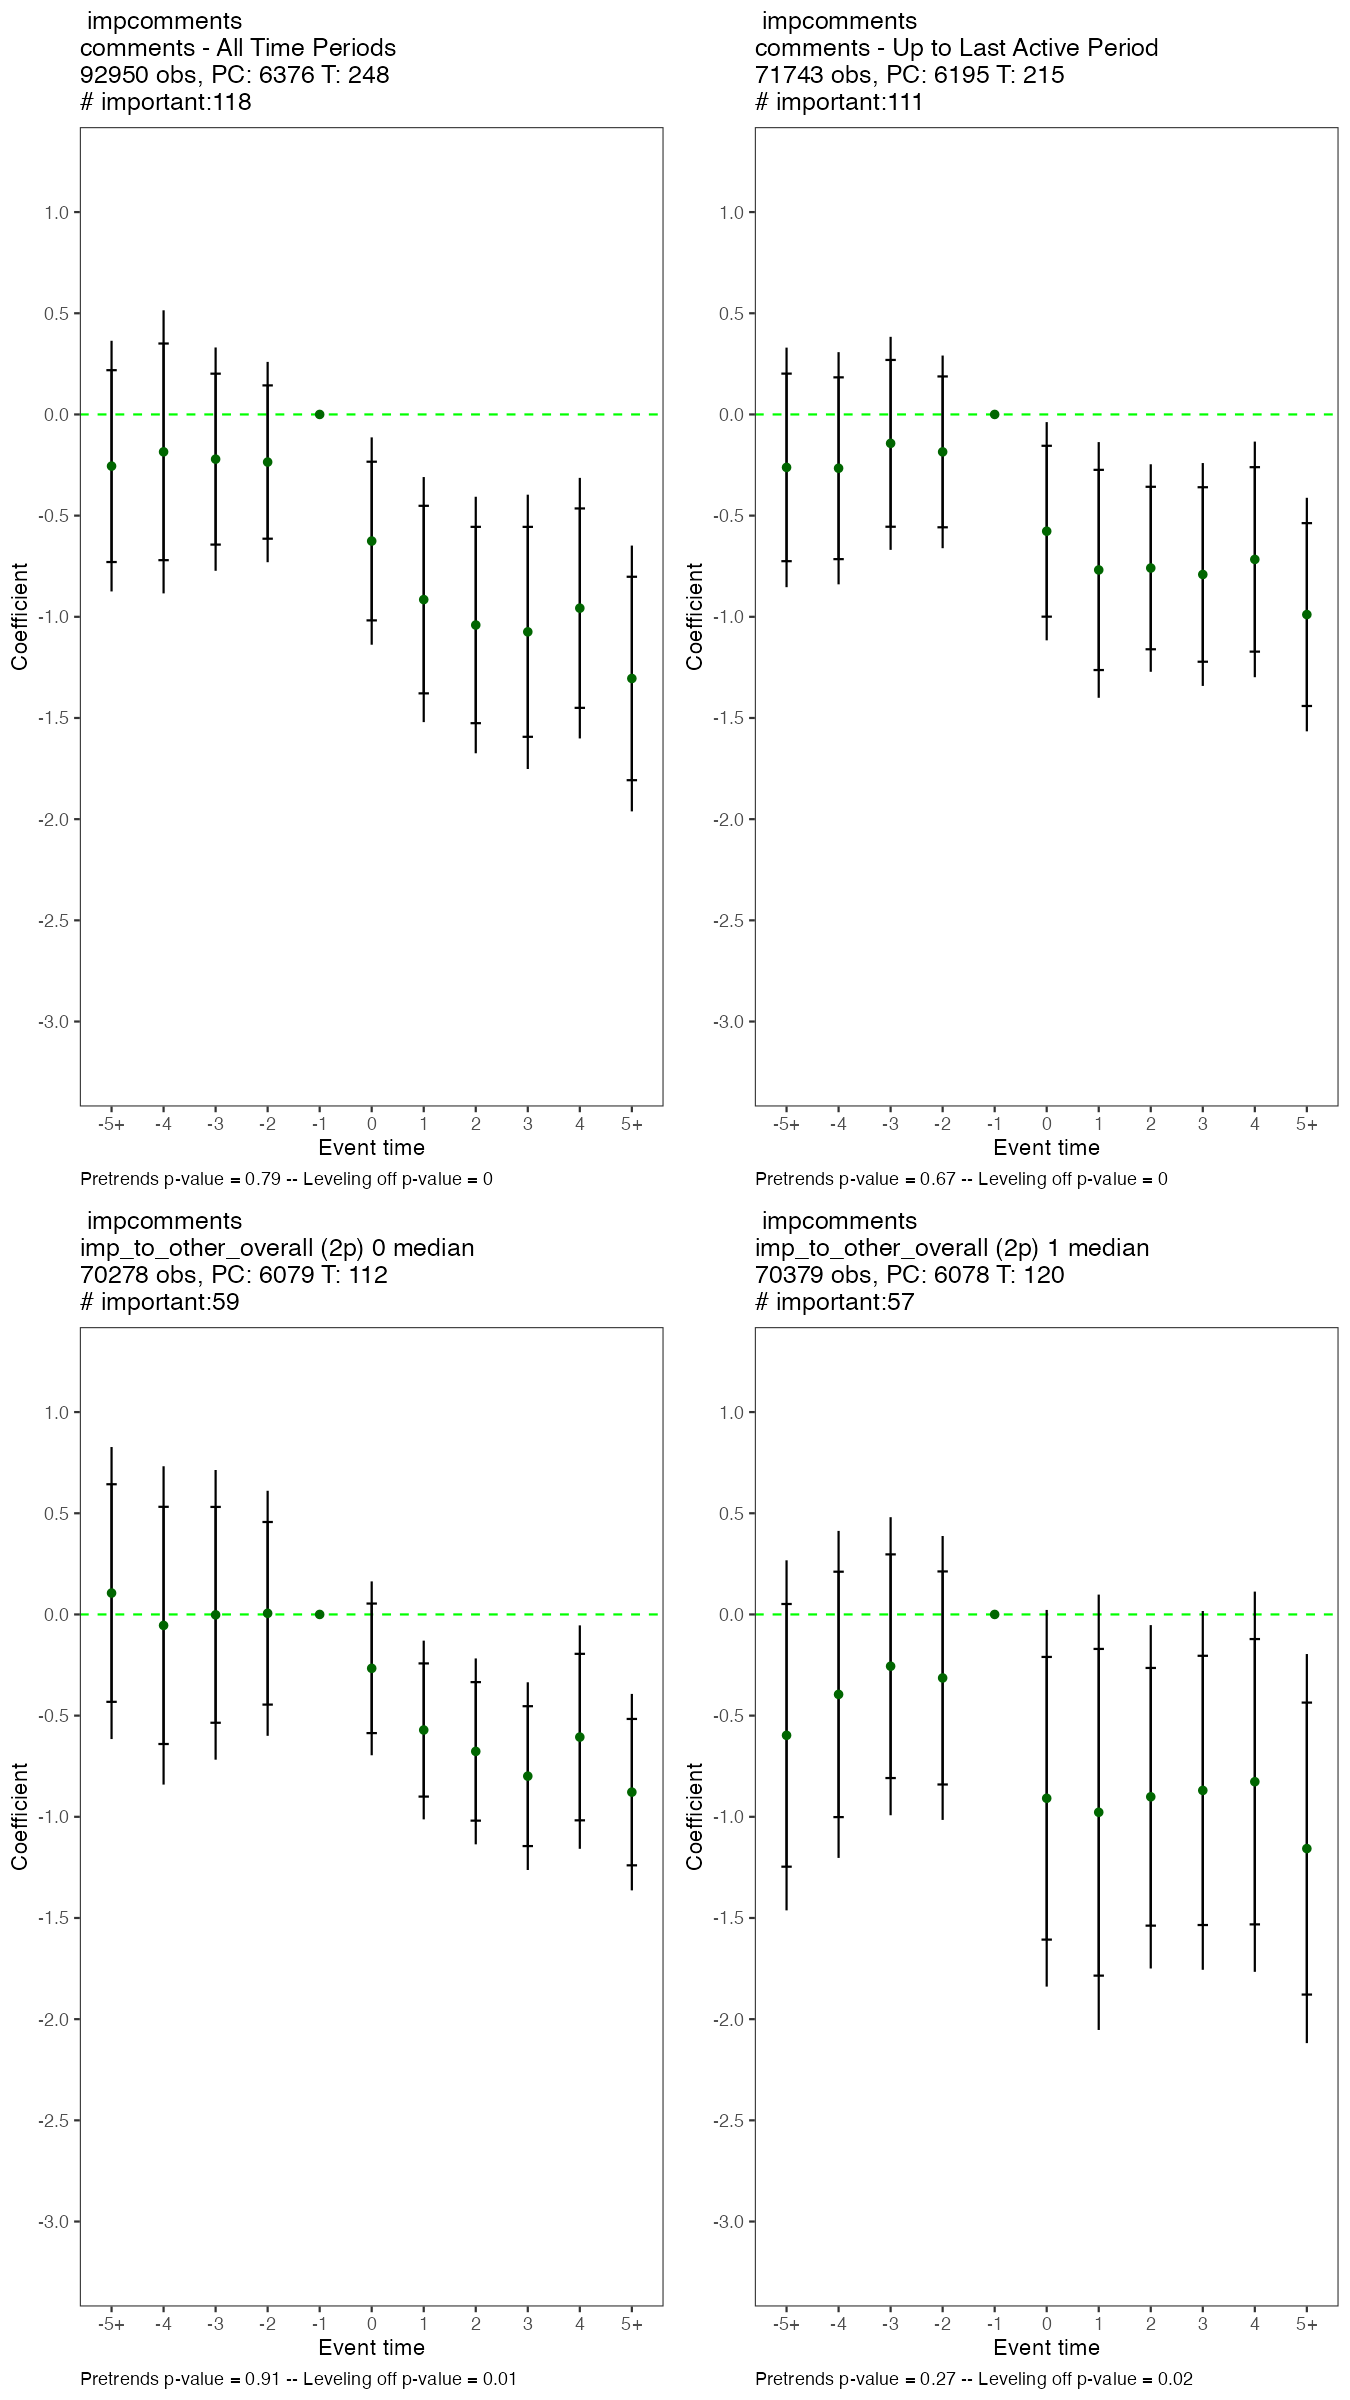 impcomments
comments - All Time Periods
92950 obs, PC: 6376 T: 248
# important:118
1.0
0.5
0.0
-0.5
-1.0
-1.5
-2.0
-2.5
-3.0
Coefficient
-5+ -4 -3 -2 -1 0 1 2 3 4 5+
Event time
Pretrends p-value = 0.79 -- Leveling off p-value = 0
impcomments
comments - Up to Last Active Period
71743 obs, PC: 6195 T: 215
# important:111
1.0
0.5
0.0
-0.5
-1.0
-1.5
-2.0
-2.5
-3.0
Coefficient
-5+ -4 -3 -2 -1 0 1 2 3 4 5+
Event time
Pretrends p-value = 0.67 -- Leveling off p-value = 0
impcomments
imp_to_other_overall (2p) 0 median
70278 obs, PC: 6079 T: 112
# important:59
1.0
0.5
0.0
-0.5
-1.0
-1.5
-2.0
-2.5
-3.0
Coefficient
-5+ -4 -3 -2 -1 0 1 2 3 4 5+
Event time
Pretrends p-value = 0.91 -- Leveling off p-value = 0.01
impcomments
imp_to_other_overall (2p) 1 median
70379 obs, PC: 6078 T: 120
# important:57
1.0
0.5
0.0
-0.5
-1.0
-1.5
-2.0
-2.5
-3.0
Coefficient
-5+ -4 -3 -2 -1 0 1 2 3 4 5+
Event time
Pretrends p-value = 0.27 -- Leveling off p-value = 0.02